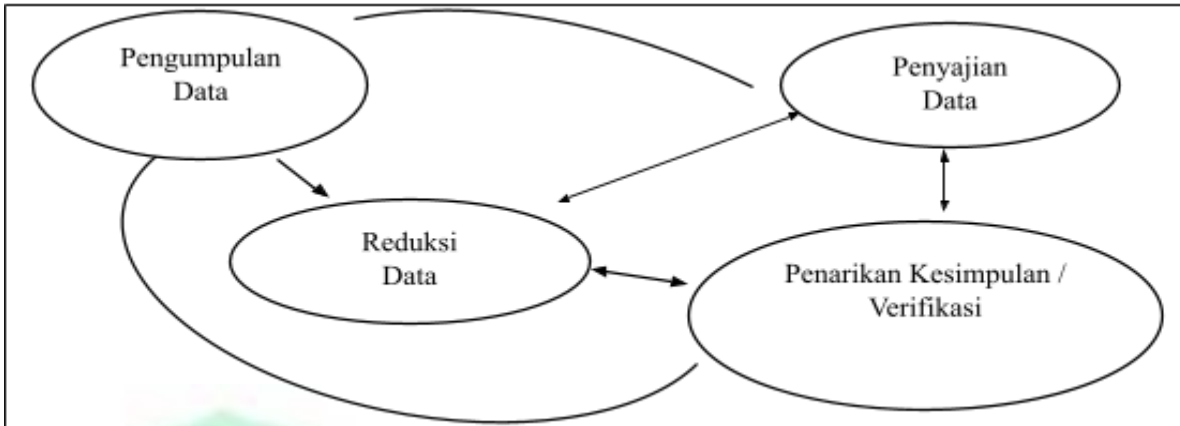 Pengumpulan
Data
Penyajian
Data
Reduksi
Data
Penarikan Kesimpulan /
Verifikasi